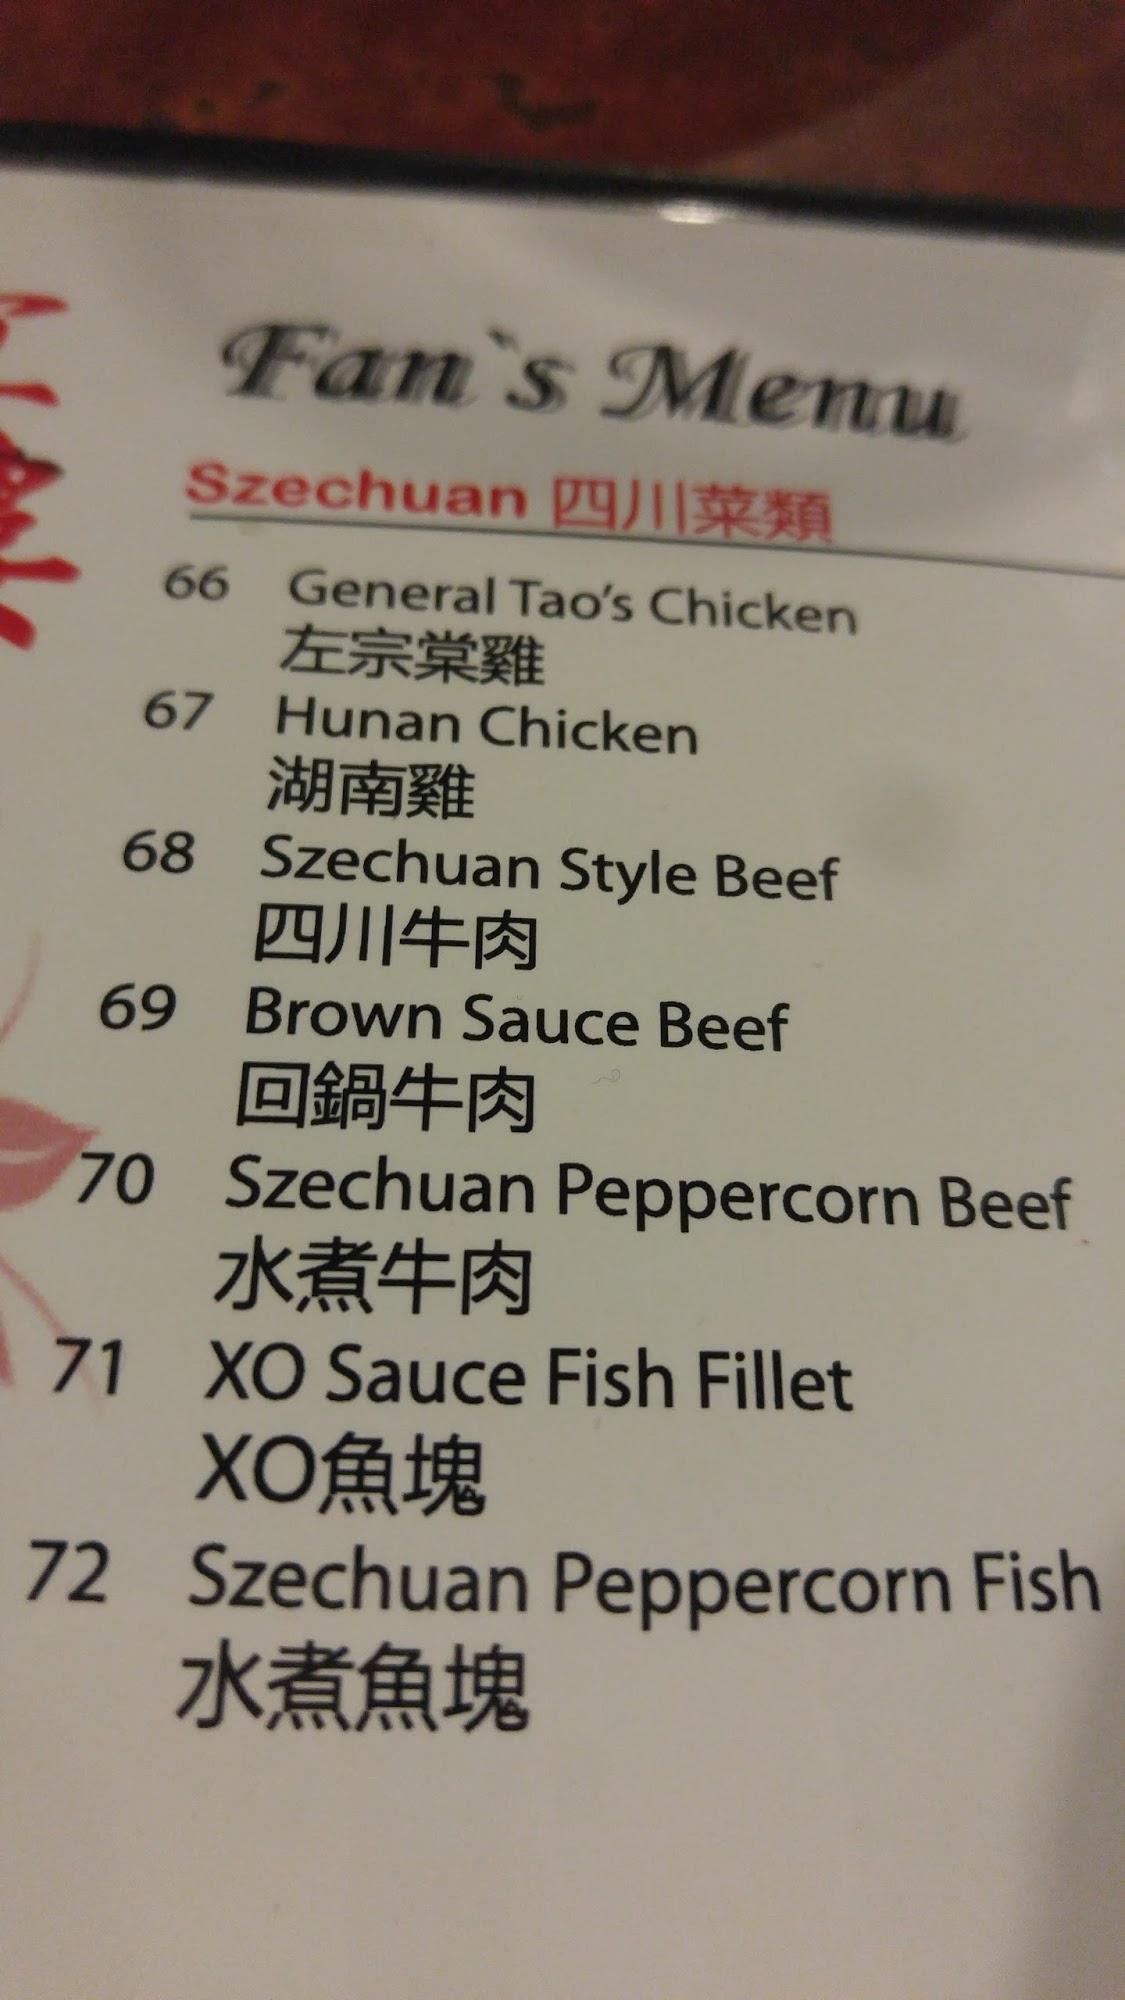 Fan`s Menu
Szechuan 四川菜類
66 General Tao's Chicken
左宗棠雞
67 Hunan Chicken
湖南雞
68 Szechuan Style Beef
四川牛肉
69 Brown Sauce Beef
回鍋牛肉
70 Szechuan Peppercorn Beef
水煮牛肉
71 XO Sauce Fish Fillet
XO魚塊
72 Szechuan Peppercorn Fish
水煮魚塊